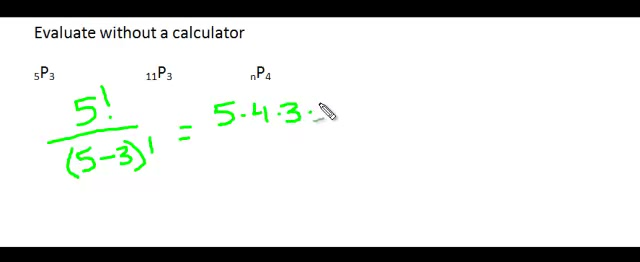 Evaluate without a calculator
₅P₃ ₁₁P₃ ₙP₄
5!
(5-3)! = 5·4·3·